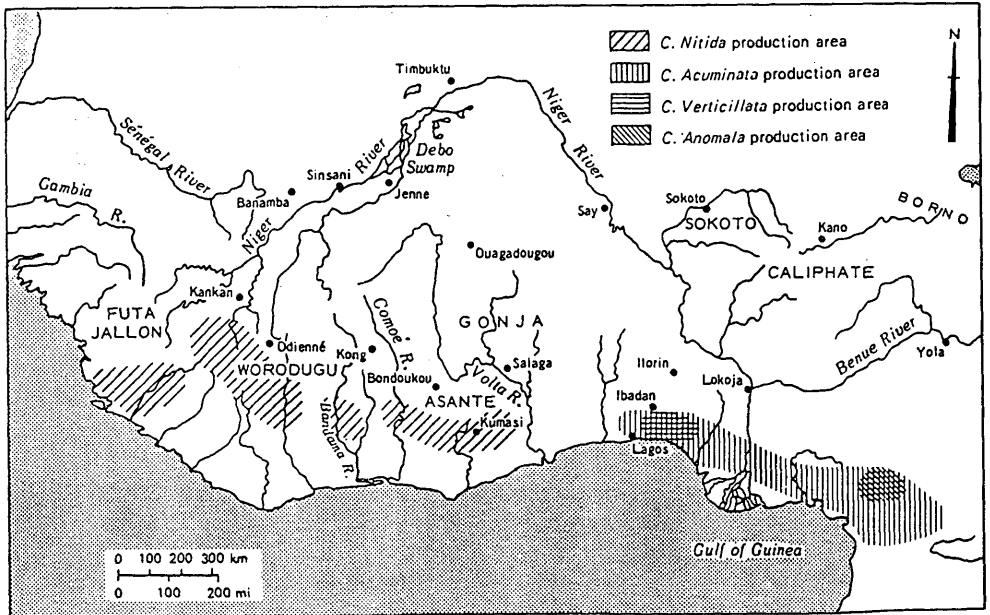 N
C. Nitida production area
C. Acuminata production area
C. Verticillata production area
C. Anomala production area
Timbuktu
Niger
River
Sénégal River
Debo
Swamp
River
Sinsani
Banamba
Jenne
Gambia
R.
Niger
Say
Sokoto
SOKOTO
Kano
BORNO
CALIPHATE
Ouagadougou
Kankan
FUTA
JALLON
Comoé R.
GONJA
Benue River
Yola
Odienné
WORODUGU
Kong
Salaga
Bondoukou
Volta R.
ASANTE
Ilorin
Lokoja
Ibadan
Kumasi
Bandama R.
Lagos
Gulf of Guinea
0 100 200 300 km
0 100 200 mi